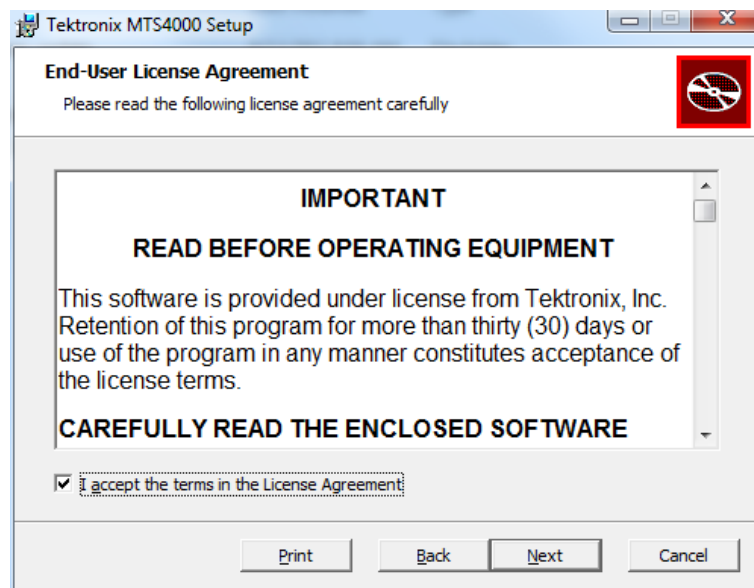 Tektronix MTS4000 Setup
End-User License Agreement
Please read the following license agreement carefully
IMPORTANT
READ BEFORE OPERATING EQUIPMENT
This software is provided under license from Tektronix, Inc.
Retention of this program for more than thirty (30) days or
use of the program in any manner constitutes acceptance of
the license terms.
CAREFULLY READ THE ENCLOSED SOFTWARE
I accept the terms in the License Agreement
Print
Back
Next
Cancel